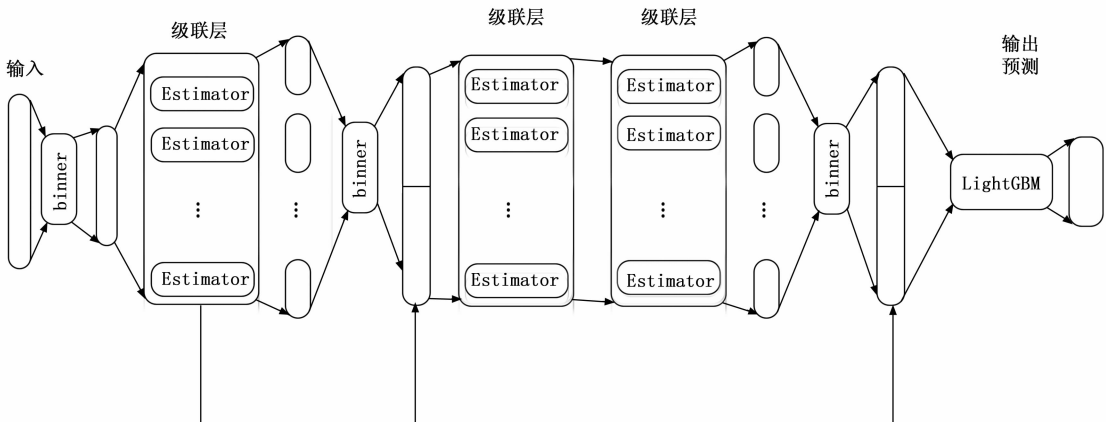 输入
binner
级联层
Estimator
Estimator
...
Estimator
...
binner
级联层
Estimator
Estimator
...
Estimator
级联层
Estimator
Estimator
...
Estimator
...
binner
LightGBM
输出
预测